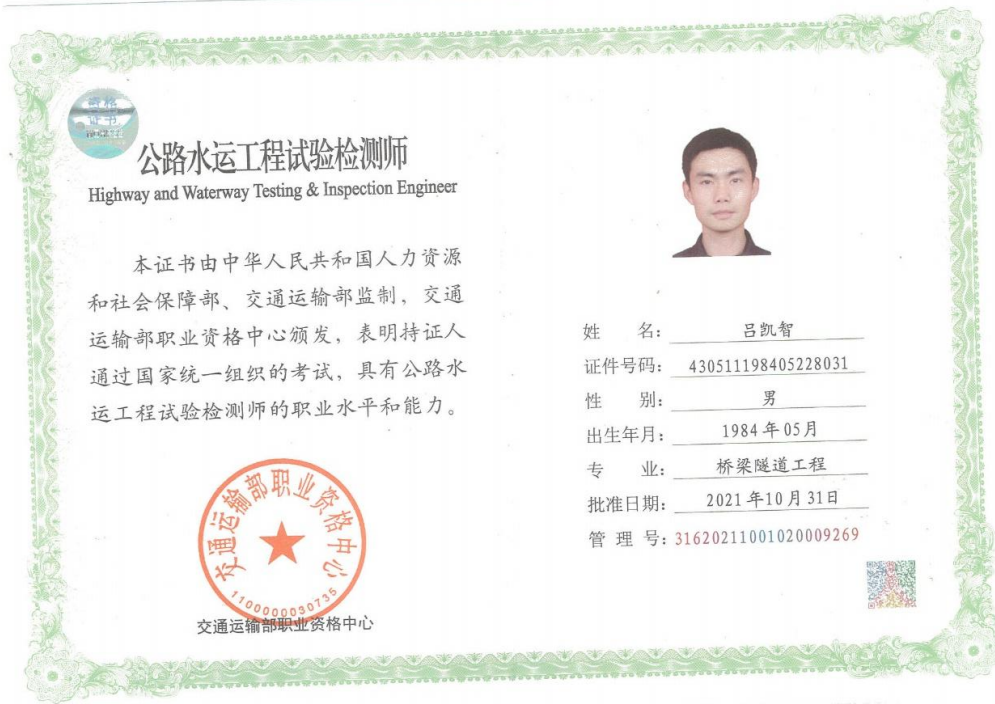 资格
证书
公路水运工程试验检测师
Highway and Waterway Testing & Inspection Engineer
本证书由中华人民共和国人力资源
和社会保障部、交通运输部监制，交通
运输部职业资格中心颁发，表明持证人
通过国家统一组织的考试，具有公路水
运工程试验检测师的职业水平和能力。
交通运输部职业资格中心
1100000030735
交通运输部职业资格中心
姓 名：吕凯智
证件号码：430511198405228031
性 别：男
出生年月：1984年05月
专 业：桥梁隧道工程
批准日期：2021年10月31日
管 理 号：31620211001020009269